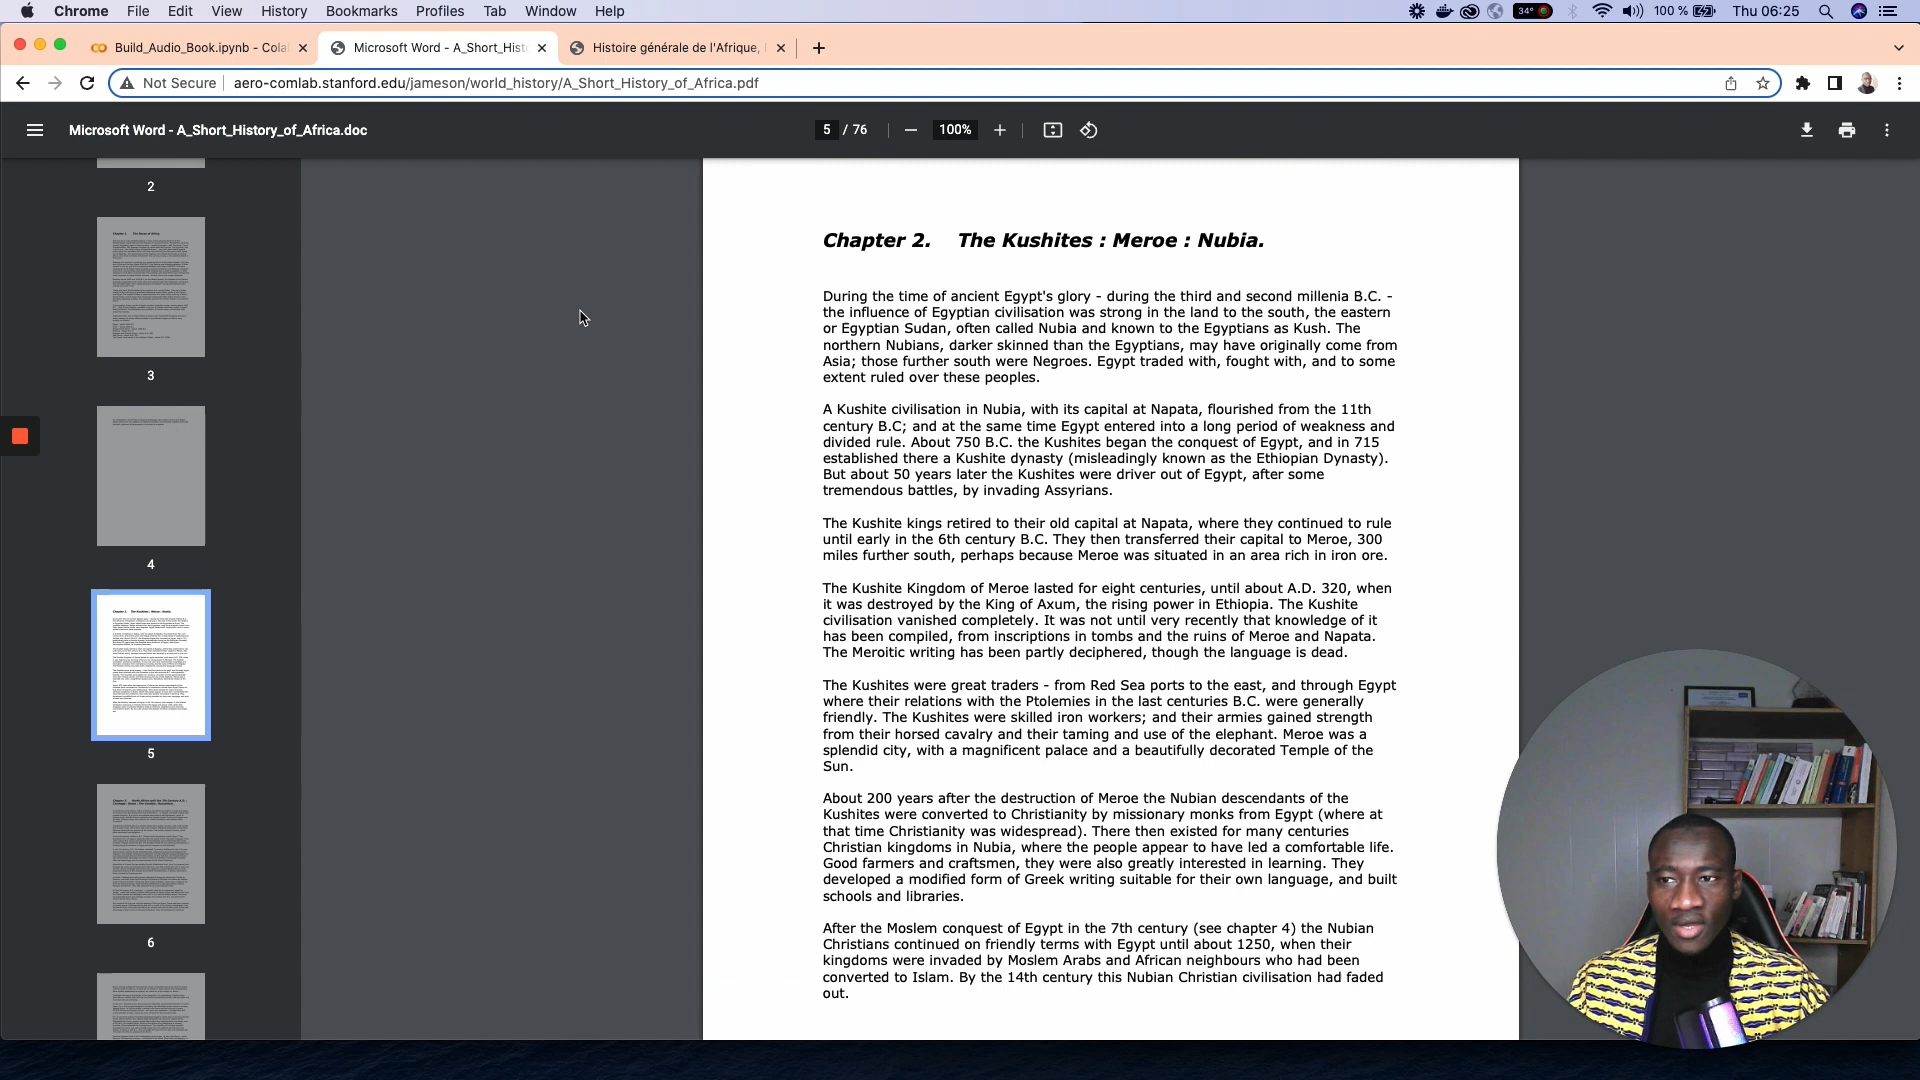 Chrome File Edit View History Bookmarks Profiles Tab Window Help 34° 100 % Thu 06:25
Build_Audio_Book.ipynb - Cola Microsoft Word - A_Short_Hist Histoire générale de l'Afrique,
Not Secure aero-comlab.stanford.edu/jameson/world_history/A_Short_History_of_Africa.pdf
Microsoft Word - A_Short_History_of_Africa.doc 5 / 76 100%
2
3
4
5
6
Chapter 2. The Kushites : Meroe : Nubia.
During the time of ancient Egypt's glory - during the third and second millenia B.C. -
the influence of Egyptian civilisation was strong in the land to the south, the eastern
or Egyptian Sudan, often called Nubia and known to the Egyptians as Kush. The
northern Nubians, darker skinned than the Egyptians, may have originally come from
Asia; those further south were Negroes. Egypt traded with, fought with, and to some
extent ruled over these peoples.
A Kushite civilisation in Nubia, with its capital at Napata, flourished from the 11th
century B.C; and at the same time Egypt entered into a long period of weakness and
divided rule. About 750 B.C. the Kushites began the conquest of Egypt, and in 715
established there a Kushite dynasty (misleadingly known as the Ethiopian Dynasty).
But about 50 years later the Kushites were driver out of Egypt, after some
tremendous battles, by invading Assyrians.
The Kushite kings retired to their old capital at Napata, where they continued to rule
until early in the 6th century B.C. They then transferred their capital to Meroe, 300
miles further south, perhaps because Meroe was situated in an area rich in iron ore.
The Kushite Kingdom of Meroe lasted for eight centuries, until about A.D. 320, when
it was destroyed by the King of Axum, the rising power in Ethiopia. The Kushite
civilisation vanished completely. It was not until very recently that knowledge of it
has been compiled, from inscriptions in tombs and the ruins of Meroe and Napata.
The Meroitic writing has been partly deciphered, though the language is dead.
The Kushites were great traders - from Red Sea ports to the east, and through Egypt
where their relations with the Ptolemies in the last centuries B.C. were generally
friendly. The Kushites were skilled iron workers; and their armies gained strength
from their horsed cavalry and their taming and use of the elephant. Meroe was a
splendid city, with a magnificent palace and a beautifully decorated Temple of the
Sun.
About 200 years after the destruction of Meroe the Nubian descendants of the
Kushites were converted to Christianity by missionary monks from Egypt (where at
that time Christianity was widespread). There then existed for many centuries
Christian kingdoms in Nubia, where the people appear to have led a comfortable life.
Good farmers and craftsmen, they were also greatly interested in learning. They
developed a modified form of Greek writing suitable for their own language, and built
schools and libraries.
After the Moslem conquest of Egypt in the 7th century (see chapter 4) the Nubian
Christians continued on friendly terms with Egypt until about 1250, when their
kingdoms were invaded by Moslem Arabs and African neighbours who had been
converted to Islam. By the 14th century this Nubian Christian civilisation had faded
out.